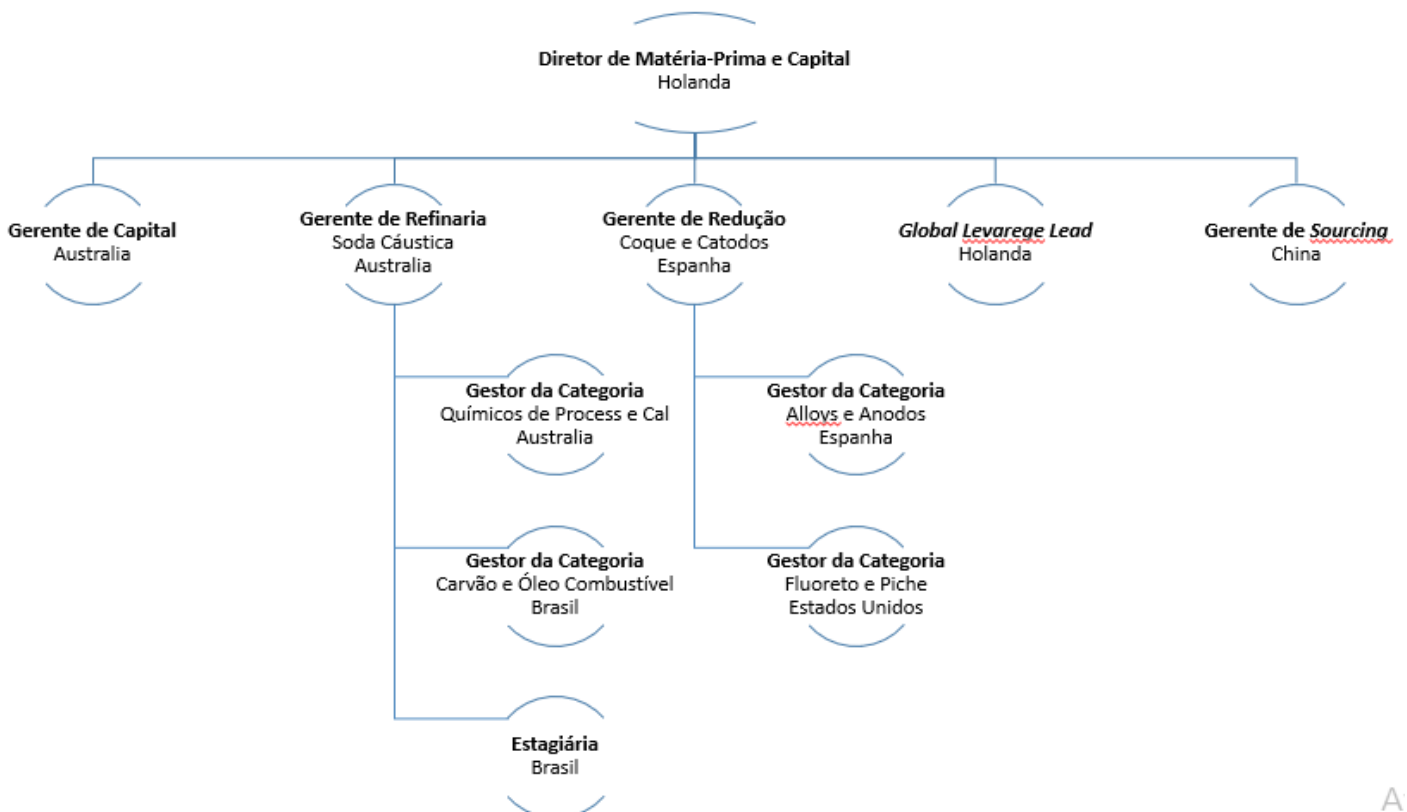 Diretor de Matéria-Prima e Capital
Holanda
Gerente de Capital
Australia
Gerente de Refinaria
Soda Cáustica
Australia
Gerente de Redução
Coque e Catodos
Espanha
Global Levarege Lead
Holanda
Gerente de Sourcing
China
Gestor da Categoria
Químicos de Process e Cal
Australia
Gestor da Categoria
Alloys e Anodos
Espanha
Gestor da Categoria
Carvão e Óleo Combustível
Brasil
Gestor da Categoria
Fluoreto e Piche
Estados Unidos
Estagiária
Brasil